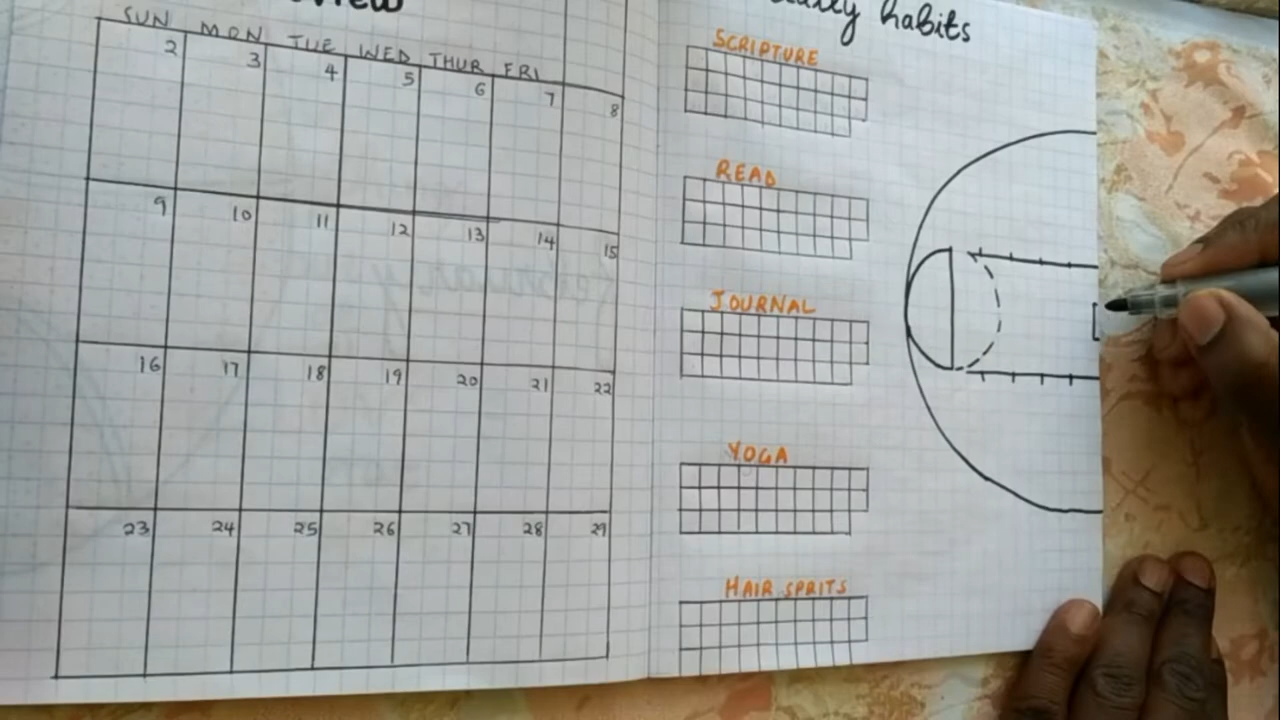 SUN MON TUE WED THUR FRI
2 3 4 5 6 7 8
9 10 11 12 13 14 15
16 17 18 19 20 21 22
23 24 25 26 27 28 29
habits
SCRIPTURE
READ
JOURNAL
YOGA
HAIR SPRITS